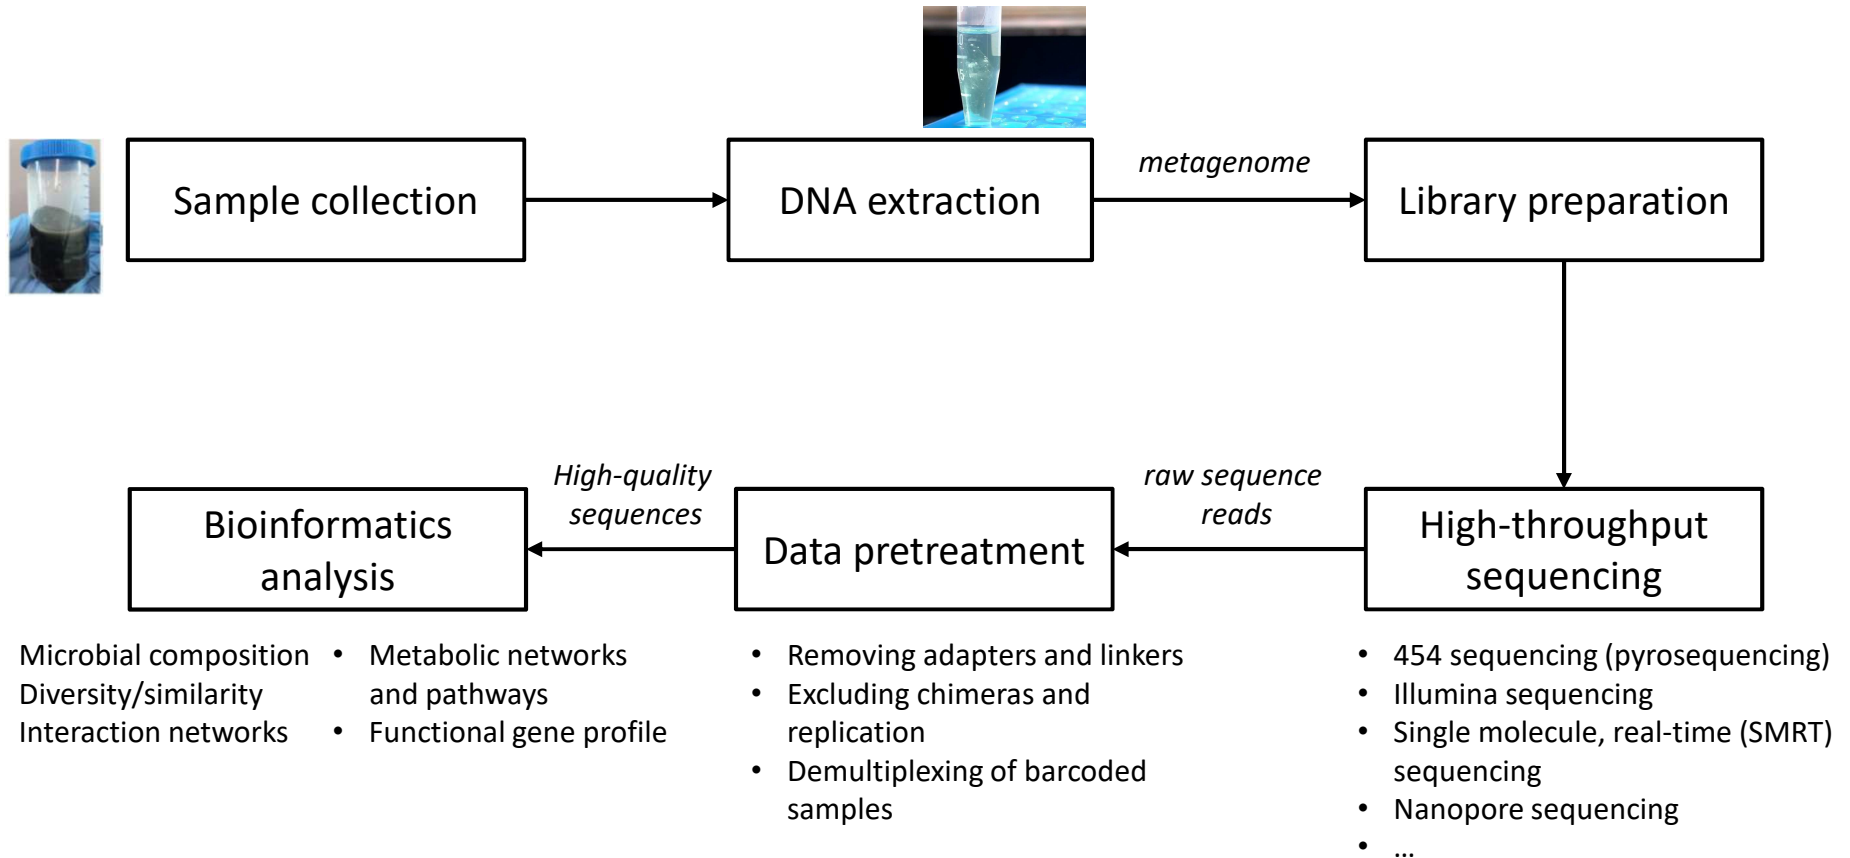 Sample collection
DNA extraction
metagenome
Library preparation
High-throughput
sequencing
• 454 sequencing (pyrosequencing)
• Illumina sequencing
• Single molecule, real-time (SMRT)
sequencing
• Nanopore sequencing
• ...
raw sequence
reads
Data pretreatment
• Removing adapters and linkers
• Excluding chimeras and
replication
• Demultiplexing of barcoded
samples
High-quality
sequences
Bioinformatics
analysis
Microbial composition
Diversity/similarity
Interaction networks
• Metabolic networks
and pathways
• Functional gene profile